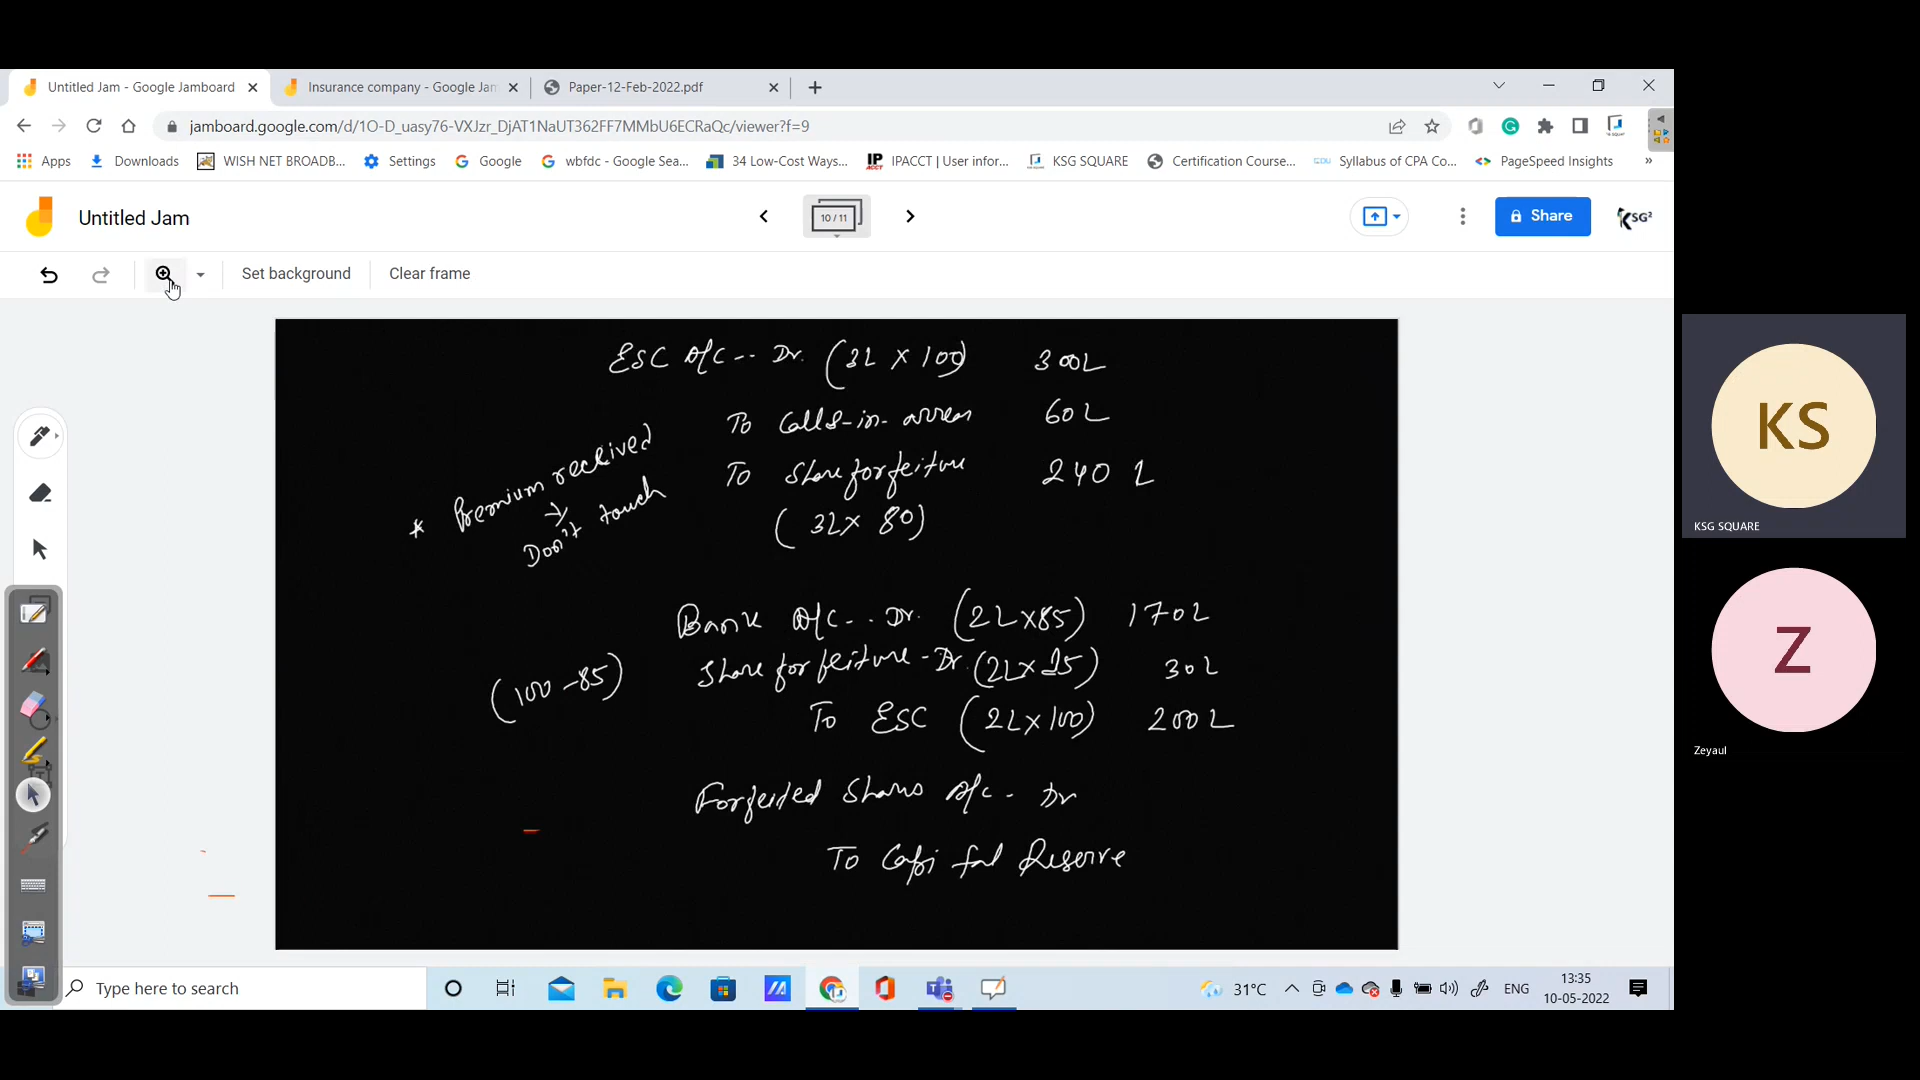 Untitled Jam - Google Jamboard
Insurance company - Google Jam
Paper-12-Feb-2022.pdf
jamboard.google.com/d/1O-D_uasy76-VXJzr_DjAT1NaUT362FF7MMbU6ECRaQc/viewer?f=9
Apps
Downloads
WISH NET BROADB...
Settings
Google
wbfdc - Google Sea...
34 Low-Cost Ways...
IPACCT | User infor...
KSG SQUARE
Certification Course...
Syllabus of CPA Co...
PageSpeed Insights
»
Untitled Jam
10 / 11
Share
KSG²
Set background
Clear frame
ESC A/C -- Dr. (3L X 100) 300L
To Calls-in-arrear 60L
To Share forfeiture 240 L
(3L X 80)
* Premium received
Don't touch
Bank A/C -- Dr. (2L X 85) 170L
(100 - 85)
Share forfeiture - Dr. (2L X 15) 30L
To ESC (2L X 100) 200L
Forfeited Shares A/c - Dr
To Capital Reserve
KS
KSG SQUARE
Z
Zeyaul
Type here to search
31°C
ENG
13:35
10-05-2022